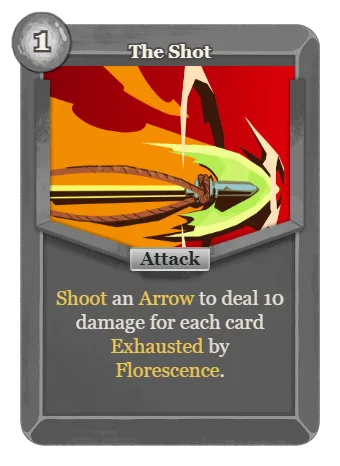 1
The Shot
Attack
Shoot an Arrow to deal 10
damage for each card
Exhausted by
Florescence.